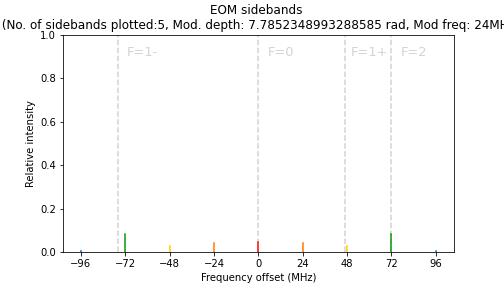 EOM sidebands
(No. of sidebands plotted:5, Mod. depth: 7.7852348993288585 rad, Mod freq: 24MH
1.0
F=1- F=0 F=1+ F=2
0.8
0.6
0.4
0.2
0.0
Relative intensity
−96 −72 −48 −24 0 24 48 72 96
Frequency offset (MHz)